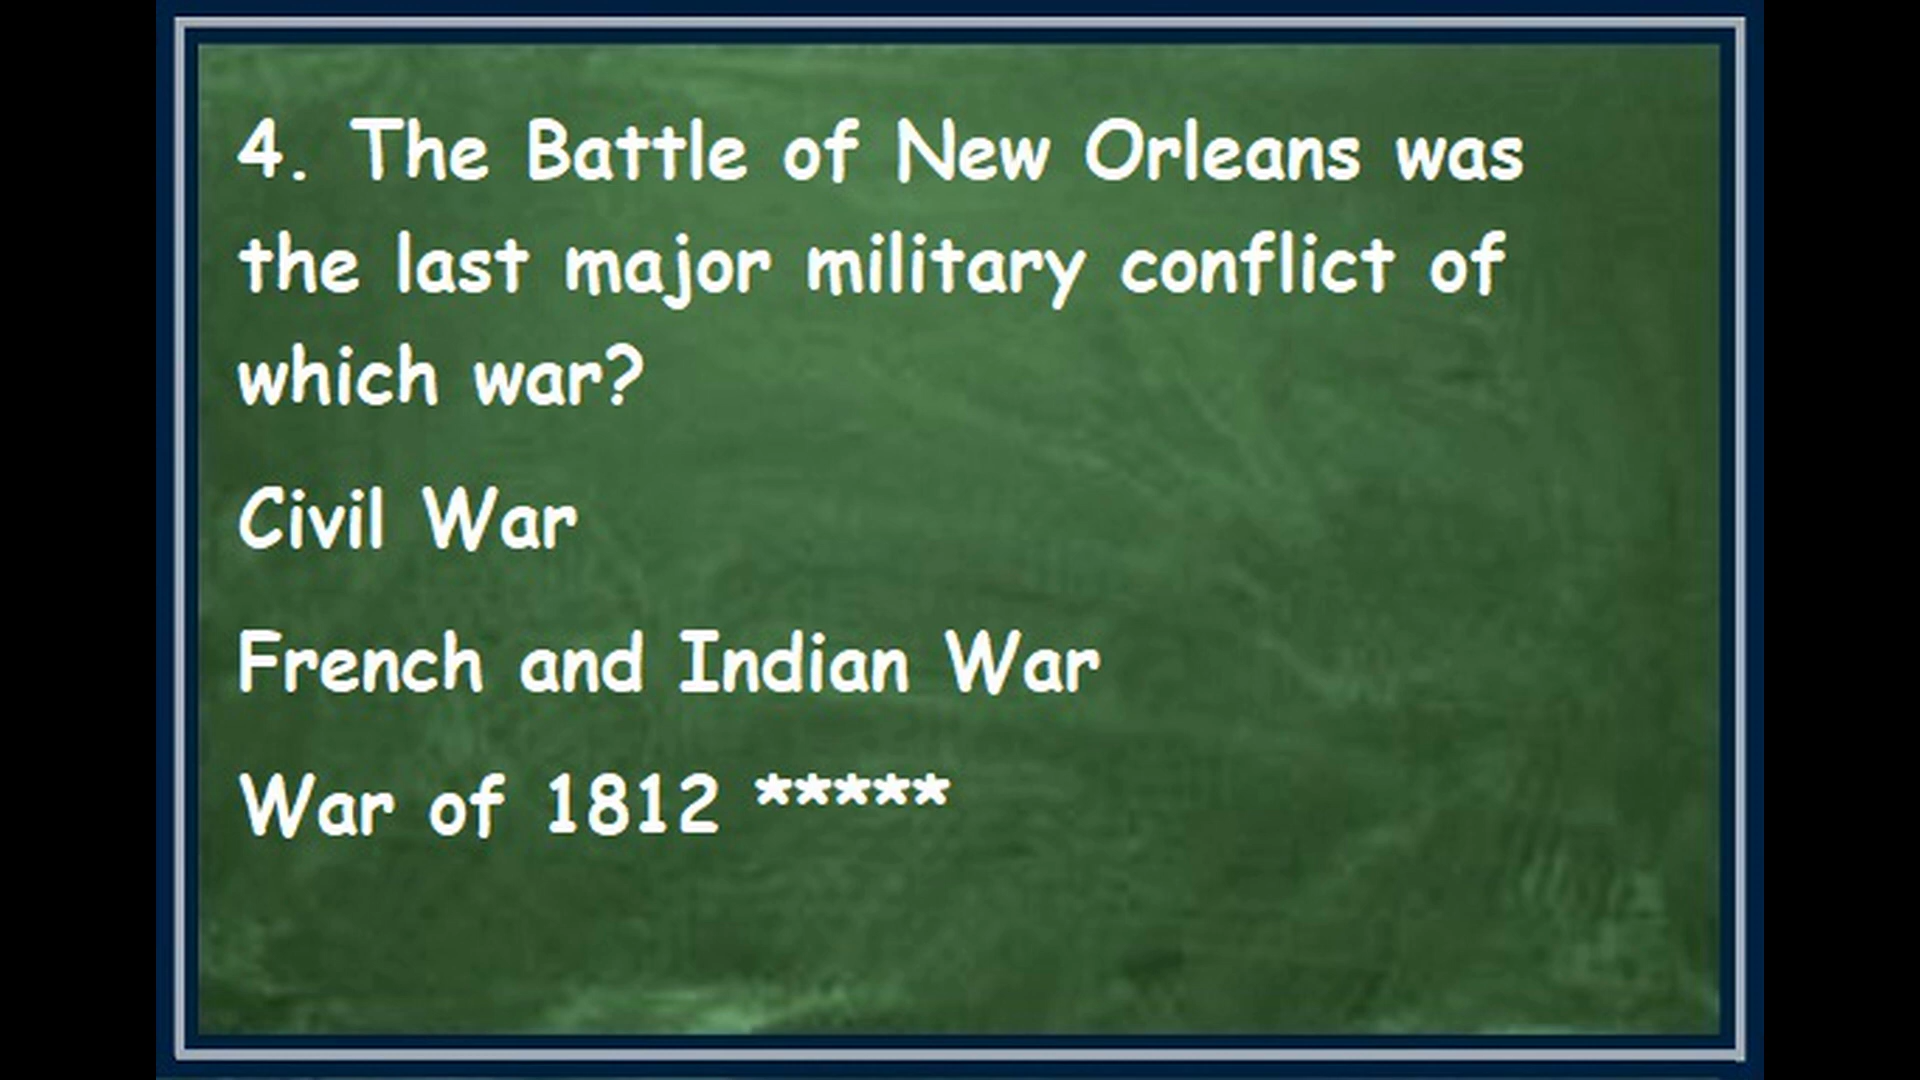 4. The Battle of New Orleans was
the last major military conflict of
which war?
Civil War
French and Indian War
War of 1812 *****